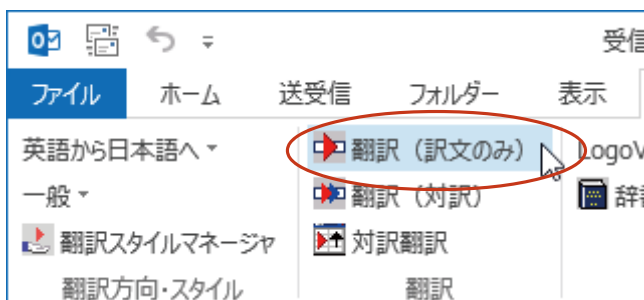 受信
ファイル ホーム 送受信 フォルダー 表示
英語から日本語へ 翻訳（訳文のみ） LogoV
一般 翻訳（対訳） 辞
翻訳スタイルマネージャ 対訳翻訳
翻訳方向・スタイル 翻訳